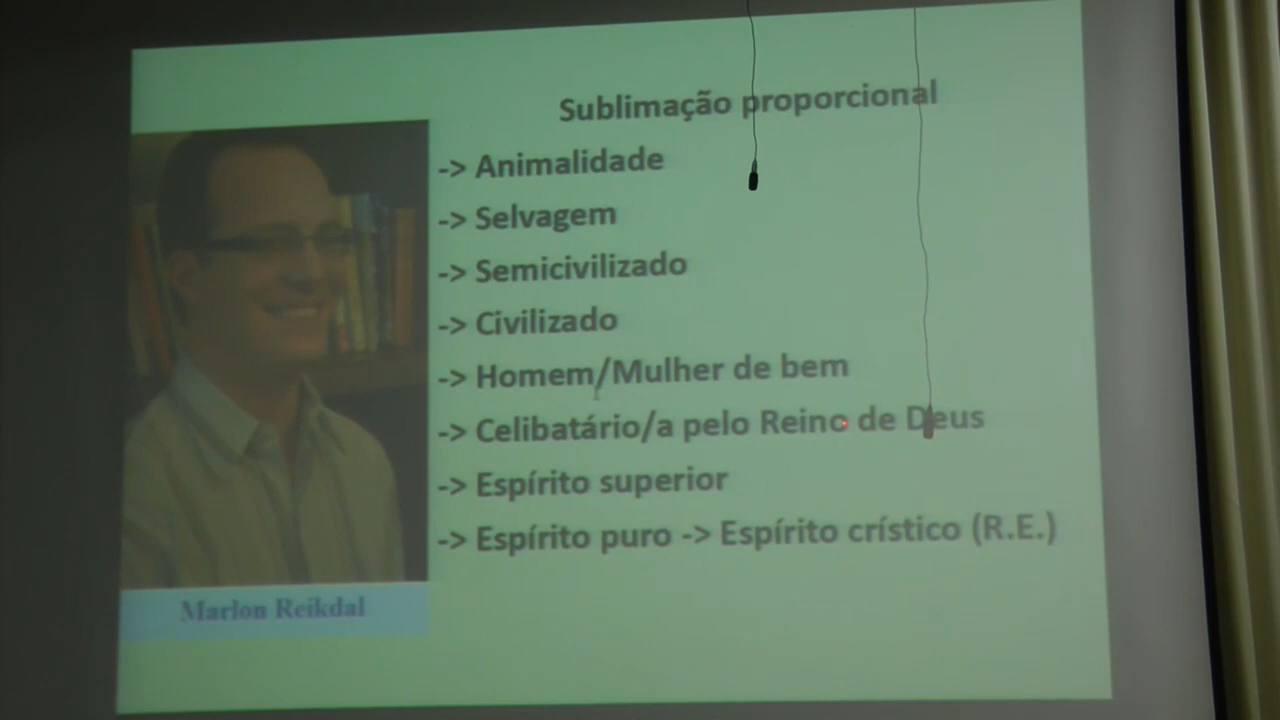 Sublimação proporcional
-> Animalidade
-> Selvagem
-> Semicivilizado
-> Civilizado
-> Homem/Mulher de bem
-> Celibatário/a pelo Reino de Deus
-> Espírito superior
-> Espírito puro -> Espírito crístico (R.E.)
Marlon Reikdal